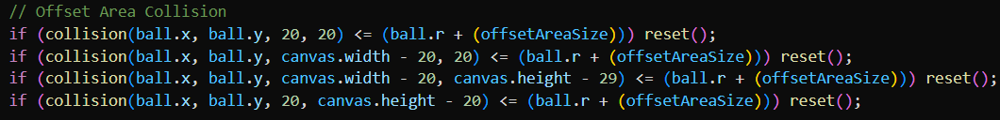 // Offset Area Collision
if (collision(ball.x, ball.y, 20, 20) <= (ball.r + (offsetAreaSize))) reset();
if (collision(ball.x, ball.y, canvas.width - 20, 20) <= (ball.r + (offsetAreaSize))) reset();
if (collision(ball.x, ball.y, canvas.width - 20, canvas.height - 29) <= (ball.r + (offsetAreaSize))) reset();
if (collision(ball.x, ball.y, 20, canvas.height - 20) <= (ball.r + (offsetAreaSize))) reset();